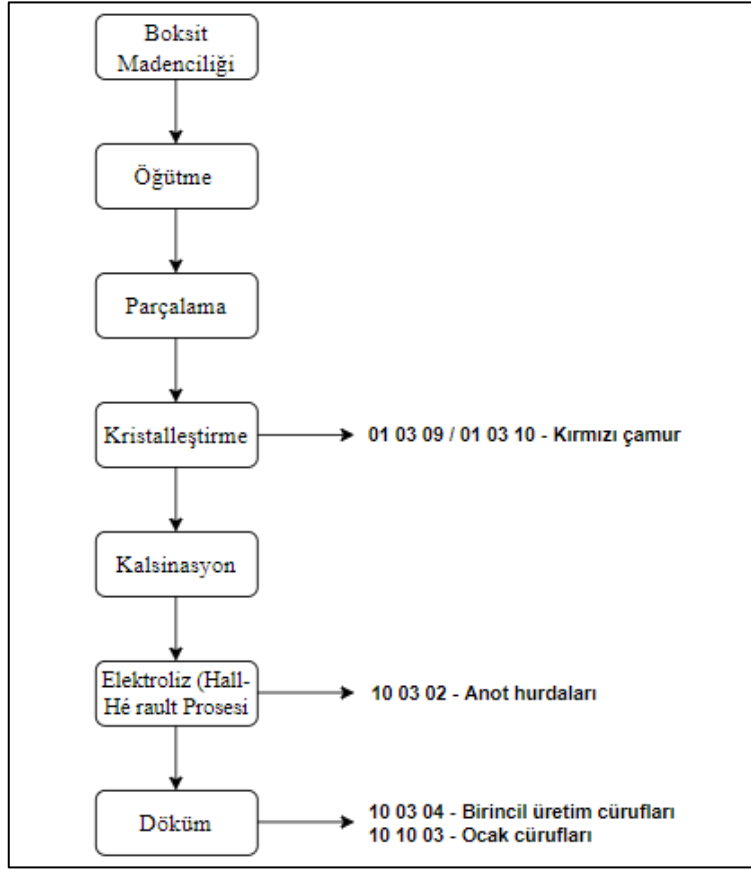 Boksit
Madenciliği
Öğütme
Parçalama
Kristalleştirme
01 03 09 / 01 03 10 - Kırmızı çamur
Kalsinasyon
Elektroliz (Hall-
Hé rault Prosesi
10 03 02 - Anot hurdaları
Döküm
10 03 04 - Birincil üretim cürufları
10 10 03 - Ocak cürufları